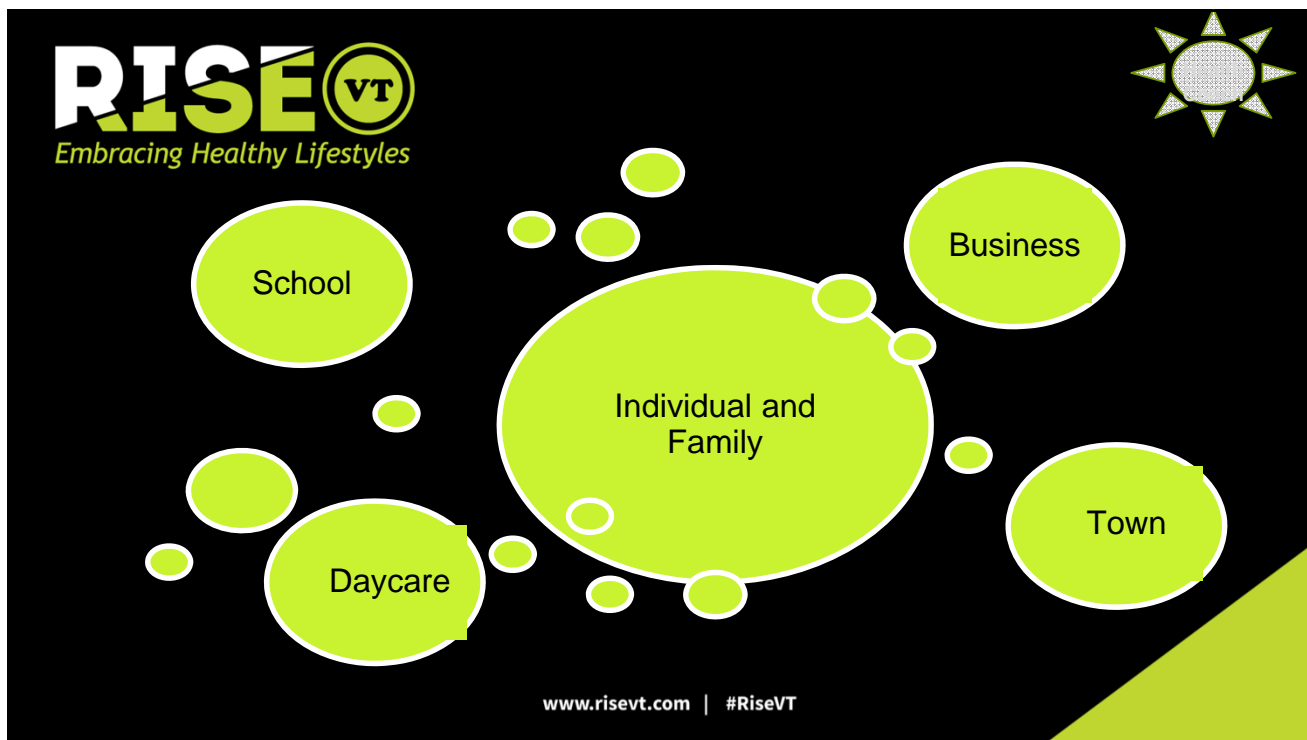 RISE VT
Embracing Healthy Lifestyles
School
Business
Individual and
Family
Town
Daycare
www.risevt.com | #RiseVT